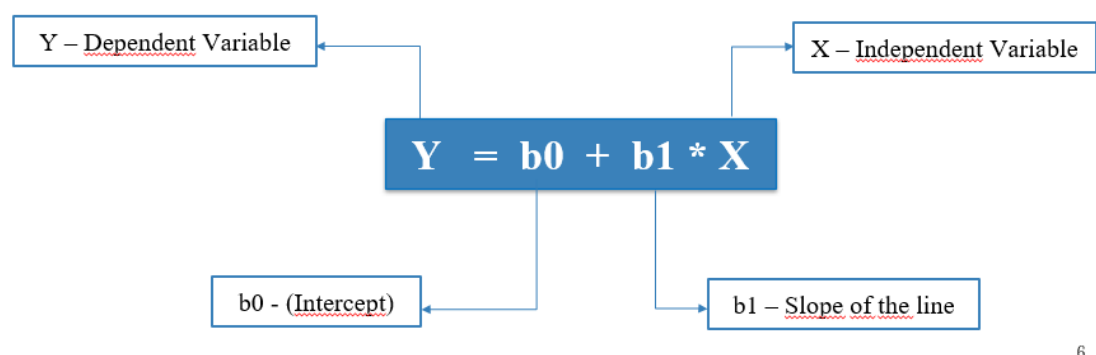 Y – Dependent Variable
X – Independent Variable
Y = b0 + b1 * X
b0 - (Intercept)
b1 – Slope of the line
6